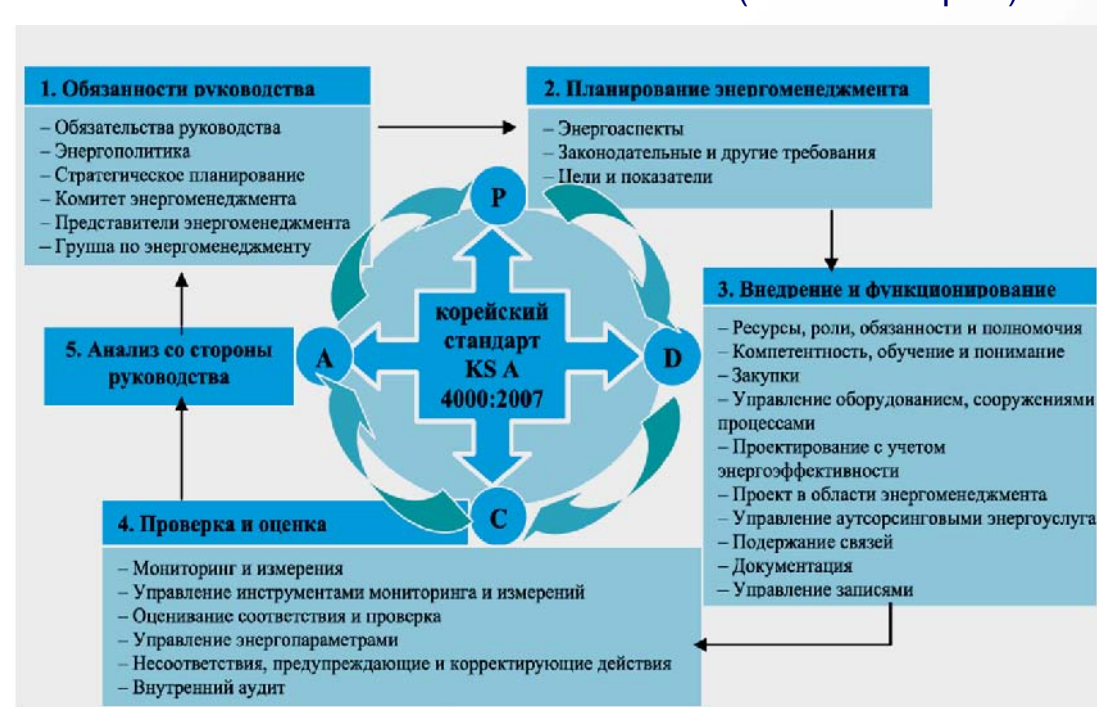 1. Обязанности руководства
– Обязательства руководства
– Энергополитика
– Стратегическое планирование
– Комитет энергоменеджмента
– Представители энергоменеджмента
– Группа по энергоменеджменту
2. Планирование энергоменеджмента
– Энергоаспекты
– Законодательные и другие требования
– Цели и показатели
P
D
C
A
корейский
стандарт
KS A
4000:2007
3. Внедрение и функционирование
– Ресурсы, роли, обязанности и полномочия
– Компетентность, обучение и понимание
– Закупки
– Управление оборудованием, сооружениями
процессами
– Проектирование с учетом
энергоэффективности
– Проект в области энергоменеджмента
– Управление аутсорсинговыми энергоуслуга
– Подержание связей
– Документация
– Управление записями
4. Проверка и оценка
– Мониторинг и измерения
– Управление инструментами мониторинга и измерений
– Оценивание соответствия и проверка
– Управление энергопараметрами
– Несоответствия, предупреждающие и корректирующие действия
– Внутренний аудит
5. Анализ со стороны
руководства